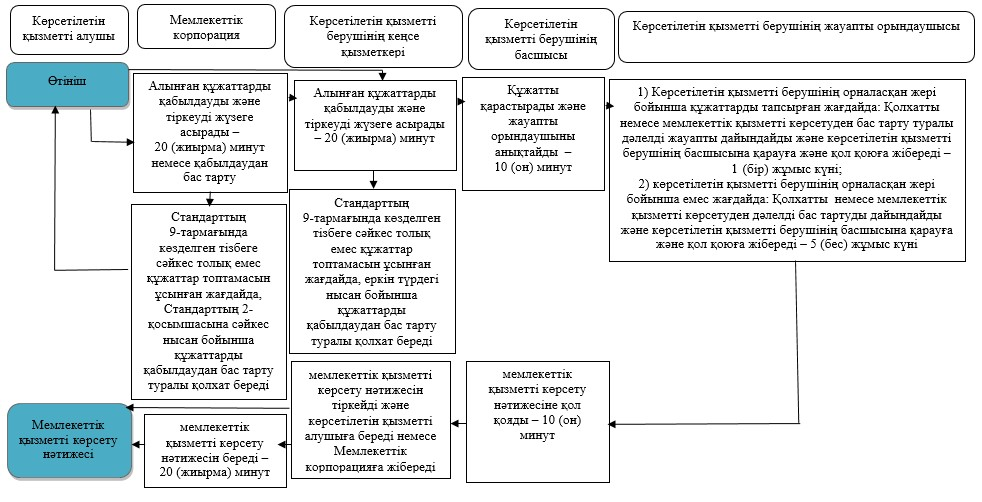 Көрсетілетін
қызметті алушы
Мемлекеттік
корпорация
Көрсетілетін қызметті
берушінің кеңсе
қызметкері
Көрсетілетін
қызметті берушінің
басшысы
Көрсетілетін қызметті берушінің жауапты орындаушысы
Өтініш
Алынған құжаттарды
қабылдауды және
тіркеуді жүзеге
асырады –
20 (жиырма) минут
немесе қабылдаудан
бас тарту
Алынған құжаттарды
қабылдауды және
тіркеуді жүзеге асырады
– 20 (жиырма) минут
Құжатты
қарастырады және
жауапты
орындаушыны
анықтайды –
10 (он) минут
1) Көрсетілетін қызметті берушінің орналасқан жері
бойынша құжаттарды тапсырған жағдайда: Қолхатты
немесе мемлекеттік қызметті көрсетуден бас тарту туралы
дәлелді жауапты дайындайды және көрсетілетін қызметті
берушінің басшысына қарауға және қол қоюға жібереді –
1 (бір) жұмыс күні;
2) көрсетілетін қызметті берушінің орналасқан жері
бойынша емес жағдайда: Қолхатты немесе мемлекеттік
қызметті көрсетуден дәлелді бас тартуды дайындайды
және көрсетілетін қызметті берушінің басшысына қарауға
және қол қоюға жібереді – 5 (бес) жұмыс күні
Стандарттың
9-тармағында
көзделген тізбеге
сәйкес толық емес
құжаттар
топтамасын
ұсынған жағдайда,
Стандарттың 2-
қосымшасына сәйкес
нысан бойынша
құжаттарды
қабылдаудан бас тарту
туралы қолхат береді
Стандарттың
9-тармағында көзделген
тізбеге сәйкес толық
емес құжаттар
топтамасын ұсынған
жағдайда, еркін түрдегі
нысан бойынша
құжаттарды
қабылдаудан бас тарту
туралы қолхат береді
Мемлекеттік
қызметті көрсету
нәтижесі
мемлекеттік
қызметті көрсету
нәтижесін береді –
20 (жиырма) минут
мемлекеттік қызметті
көрсету нәтижесін
тіркейді және
көрсетілетін қызметті
алушыға береді немесе
Мемлекеттік
корпорацияға жібереді
мемлекеттік
қызметті көрсету
нәтижесіне қол
қояды – 10 (он)
минут